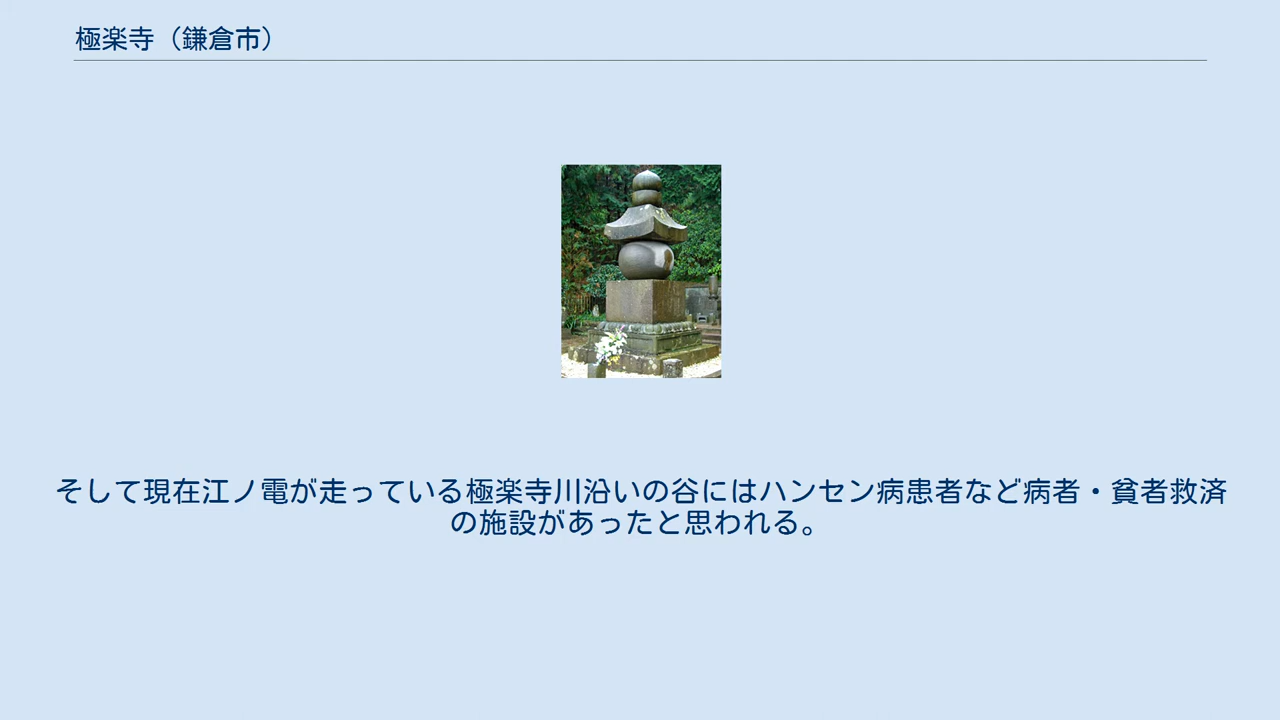 極楽寺（鎌倉市）
そして現在江ノ電が走っている極楽寺川沿いの谷にはハンセン病患者など病者・貧者救済
の施設があったと思われる。